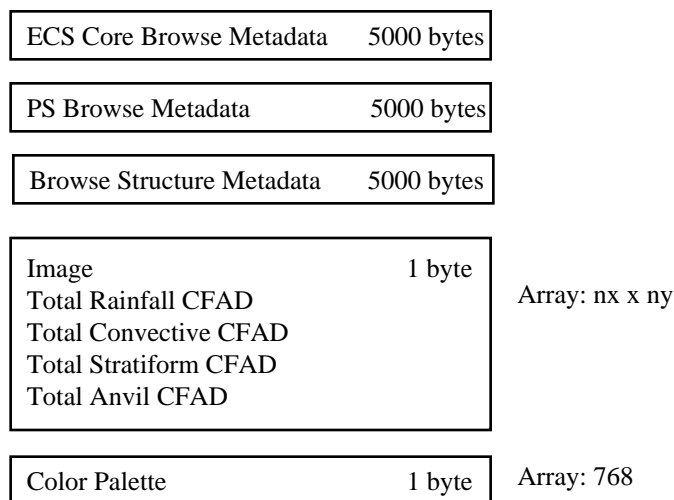 ECS Core Browse Metadata 5000 bytes
PS Browse Metadata 5000 bytes
Browse Structure Metadata 5000 bytes
Image 1 byte
Total Rainfall CFAD
Array: nx x ny
Total Convective CFAD
Total Stratiform CFAD
Total Anvil CFAD
Color Palette 1 byte Array: 768